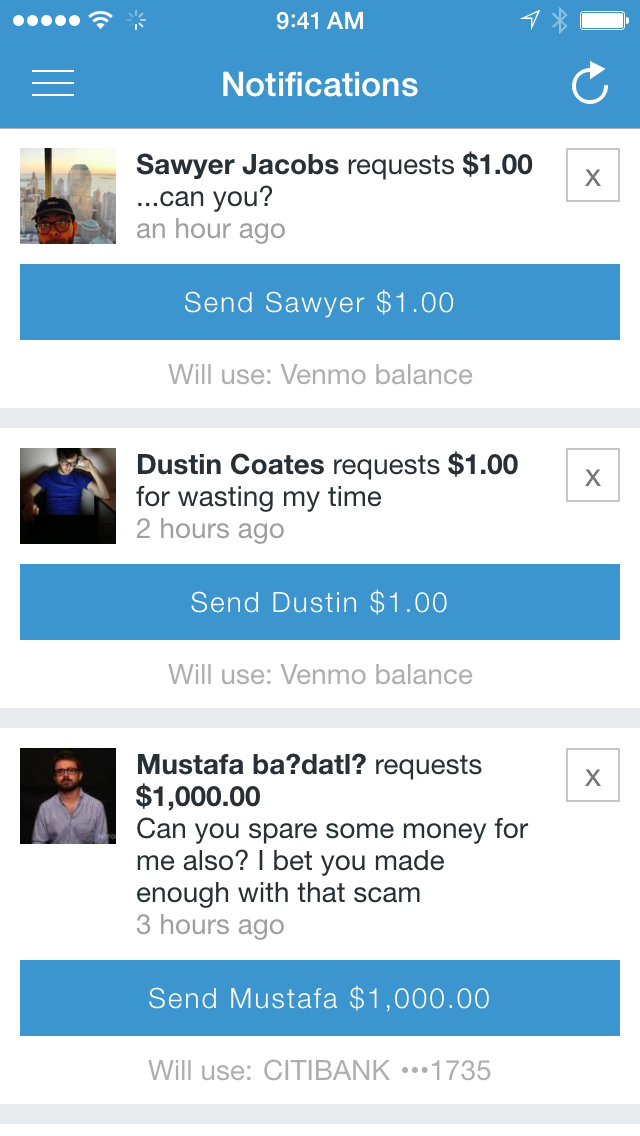 9:41 AM
Notifications
Sawyer Jacobs requests $1.00
...can you?
an hour ago
x
Send Sawyer $1.00
Will use: Venmo balance
Dustin Coates requests $1.00
for wasting my time
2 hours ago
x
Send Dustin $1.00
Will use: Venmo balance
Mustafa ba?datl? requests
$1,000.00
Can you spare some money for
me also? I bet you made
enough with that scam
3 hours ago
x
Send Mustafa $1,000.00
Will use: CITIBANK •••1735